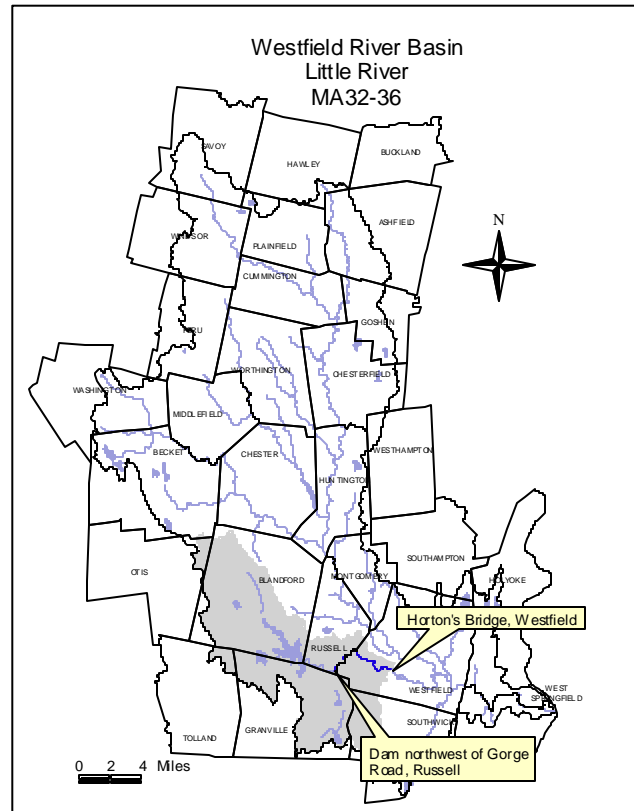 Westfield River Basin
Little River
MA32-36
SAVOY
HAWLEY
BUCKLAND
N
ASHFIELD
WINDSOR
PLAINFIELD
CUMMINGTON
GOSHEN
PERU
WORTHINGTON
CHESTERFIELD
WASHINGTON
MIDDLEFIELD
WESTHAMPTON
BECKET
CHESTER
HUNTINGTON
SOUTHAMPTON
OTIS
BLANDFORD
MONTGOMERY
HOLYOKE
Horton's Bridge, Westfield
RUSSELL
WESTFIELD
WEST
SPRINGFIELD
SOUTHWICK
TOLLAND
GRANVILLE
Dam northwest of Gorge
Road, Russell
0 2 4 Miles